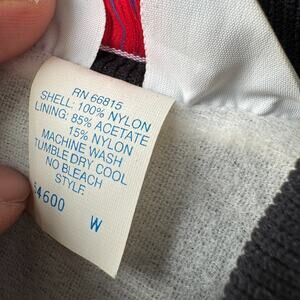 RN 66815
SHELL: 100% NYLON
LINING: 85% ACETATE
15% NYLON
MACHINE WASH
TUMBLE DRY COOL
NO BLEACH
STYLE
4600
W